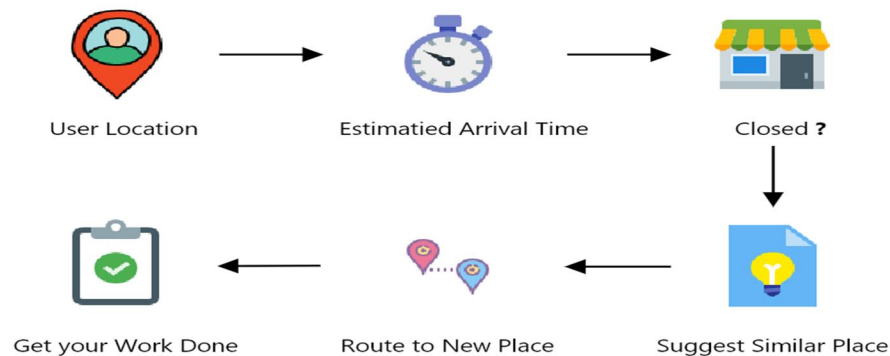 User Location
Estimatied Arrival Time
Closed ?
Suggest Similar Place
Route to New Place
Get your Work Done